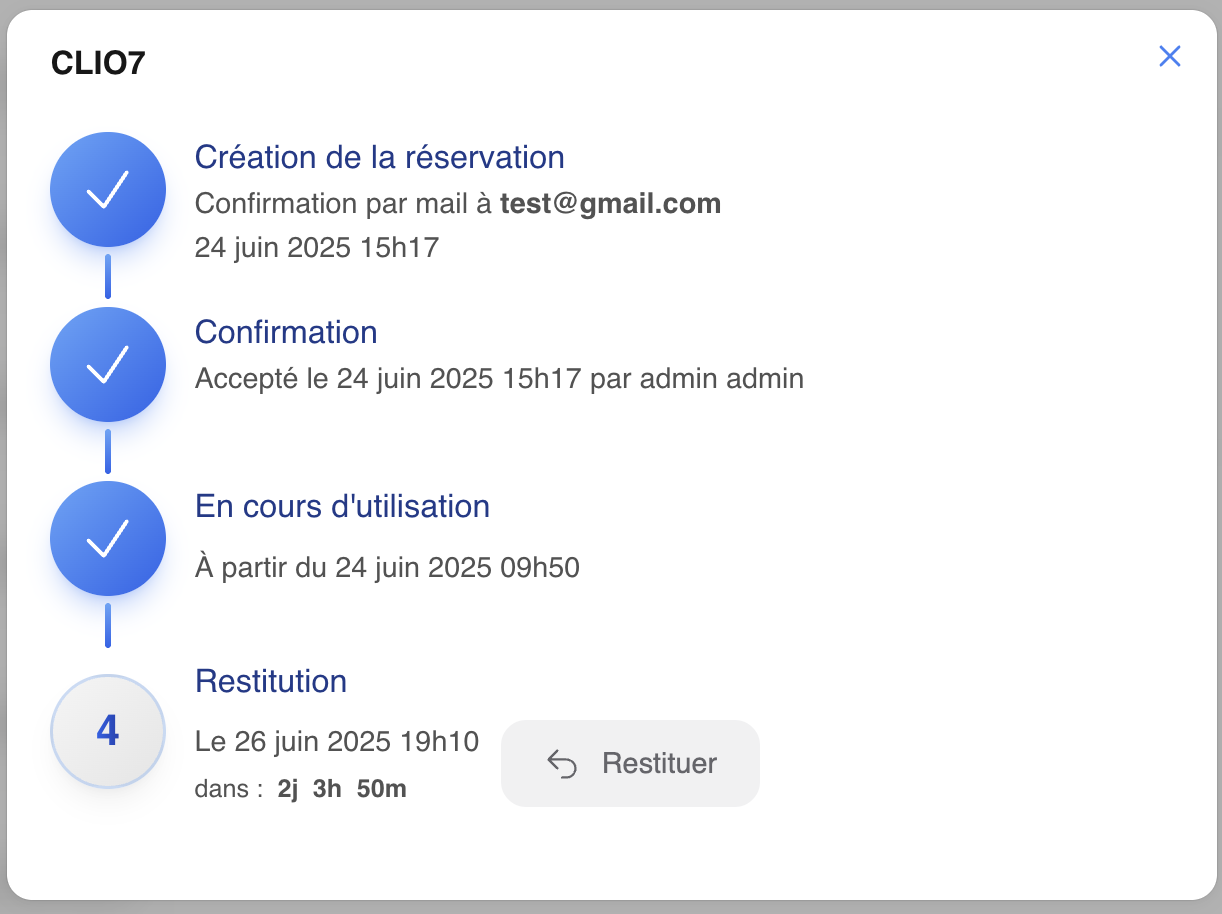 CLIO7
Création de la réservation
Confirmation par mail à test@gmail.com
24 juin 2025 15h17
Confirmation
Accepté le 24 juin 2025 15h17 par admin admin
En cours d'utilisation
À partir du 24 juin 2025 09h50
4
Restitution
Le 26 juin 2025 19h10
dans : 2j 3h 50m
Restituer